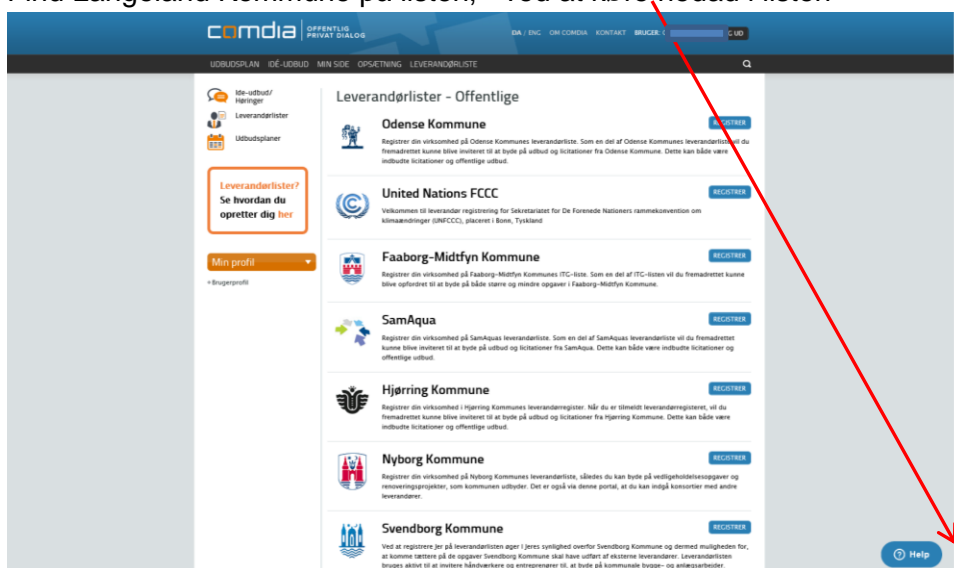 Find Langeland Kommune på listen, - ved at køre nedad i listen
comdia OFFENTLIG
PRIVAT DIALOG
DA / ENG OM COMDIA KONTAKT BRUGER: G UD
UDBUDSPLAN IDÉ-UDBUD MIN SIDE OPSÆTNING LEVERANDØRLISTE
Ide-udbud/
Høringer
Leverandørlister
Udbudsplaner
Leverandørlister?
Se hvordan du
opretter dig her
Min profil
Brugerprofil
Leverandørlister - Offentlige
Odense Kommune
REGISTRER
Registrer din virksomhed på Odense Kommunes leverandørliste. Som en del af Odense Kommunes leverandørliste vil du
fremadrettet kunne blive inviteret til at byde på udbud og licitationer fra Odense Kommune. Dette kan både være
indbudte licitationer og offentlige udbud.
United Nations FCCC
REGISTRER
Velkommen til leverandør registrering for Sekretariatet for De Forenede Nationers rammekonvention om
klimaændringer (UNFCCC), placeret i Bonn, Tyskland
Faaborg-Midtfyn Kommune
REGISTRER
Registrer din virksomhed på Faaborg-Midtfyn Kommunes ITG-liste. Som en del af ITG-listen vil du fremadrettet kunne
blive opfordret til at byde på både større og mindre opgaver i Faaborg-Midtfyn Kommune.
SamAqua
REGISTRER
Registrer din virksomhed på SamAquas leverandørliste. Som en del af SamAquas leverandørliste vil du fremadrettet
kunne blive inviteret til at byde på udbud og licitationer fra SamAqua. Dette kan både være indbudte licitationer og
offentlige udbud.
Hjørring Kommune
REGISTRER
Registrer din virksomhed i Hjørring Kommunes leverandørregister. Når du er tilmeldt leverandørregisteret, vil du
fremadrettet kunne blive inviteret til at byde på udbud og licitationer fra Hjørring Kommune. Dette kan både være
indbudte licitationer og offentlige udbud.
Nyborg Kommune
REGISTRER
Registrer din virksomhed på Nyborg Kommunes leverandørliste, således du kan byde på vedligeholdelsesopgaver og
renoveringsprojekter, som kommunen udbyder. Det er også via denne portal, at du kan indgå konsortier med andre
leverandører.
Svendborg Kommune
REGISTRER
Ved at registrere jer på leverandørlisten øger I jeres synlighed overfor Svendborg Kommune og dermed muligheden for,
at komme tættere på de opgaver Svendborg Kommune skal have udført af eksterne leverandører. Leverandørlisten
bruges aktivt til at invitere håndværkere og entreprenører til, at byde på kommunale bygge- og anlægsarbejder.
Help